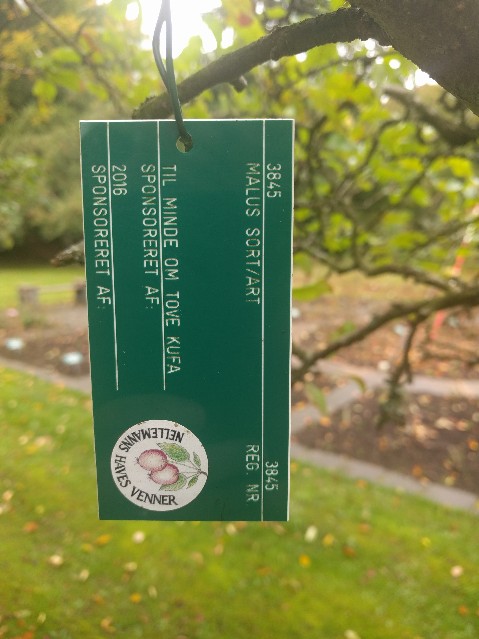 3845 3845
MALUS SORT/ART REG NR
TIL MINDE OM TOVE KUFA
SPONSORERET AF:
2016
SPONSORERET AF:
NELLEMANNS
HAVES VENNER